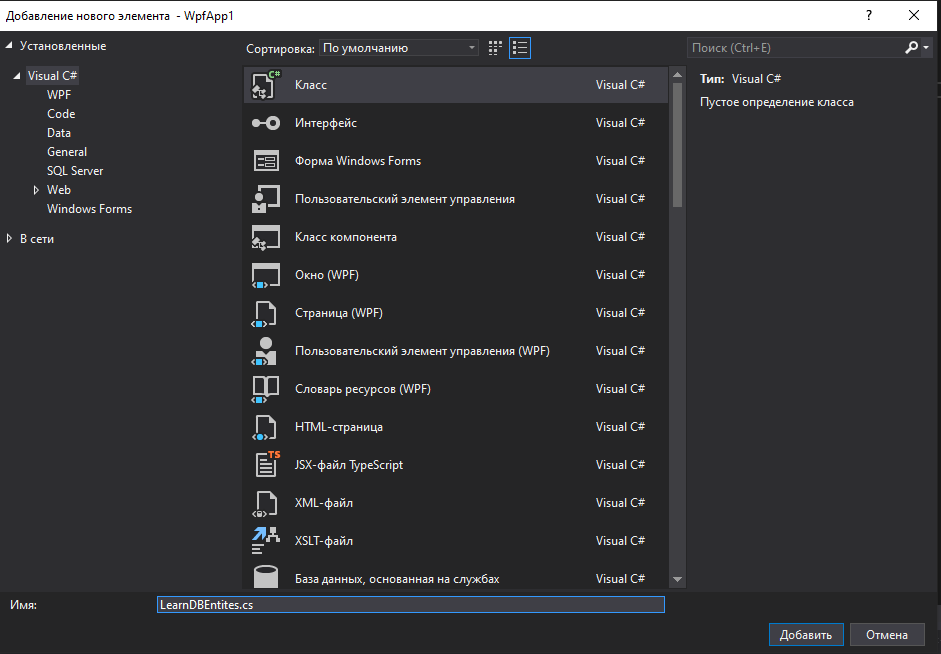 Добавление нового элемента - WpfApp1
?
Установленные
Visual C#
WPF
Code
Data
General
SQL Server
Web
Windows Forms
В сети
Сортировка: По умолчанию
C#
Класс Visual C#
Интерфейс Visual C#
Форма Windows Forms Visual C#
Пользовательский элемент управления Visual C#
Класс компонента Visual C#
Окно (WPF) Visual C#
Страница (WPF) Visual C#
Пользовательский элемент управления (WPF) Visual C#
Словарь ресурсов (WPF) Visual C#
HTML-страница Visual C#
TS
JSX-файл TypeScript Visual C#
XML-файл Visual C#
XSLT-файл Visual C#
База данных, основанная на службах Visual C#
Поиск (Ctrl+E)
Тип: Visual C#
Пустое определение класса
Имя: LearnDBEntites.cs
Добавить Отмена